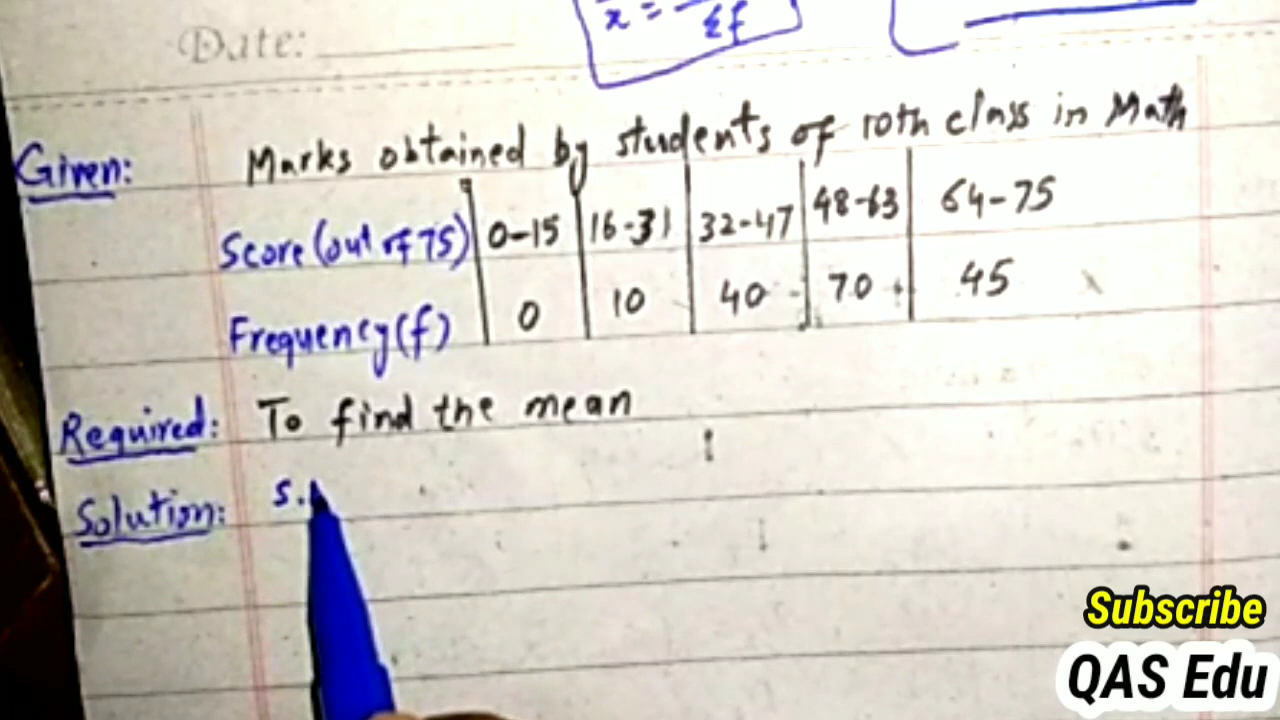 x̄ = Σf
Date:
Given: Marks obtained by students of 10th class in Math
Score (out of 75) 0-15 16-31 32-47 48-63 64-75
Frequency (f) 0 10 40 70 45
Required: To find the mean
Solution: S.
Subscribe
QAS Edu